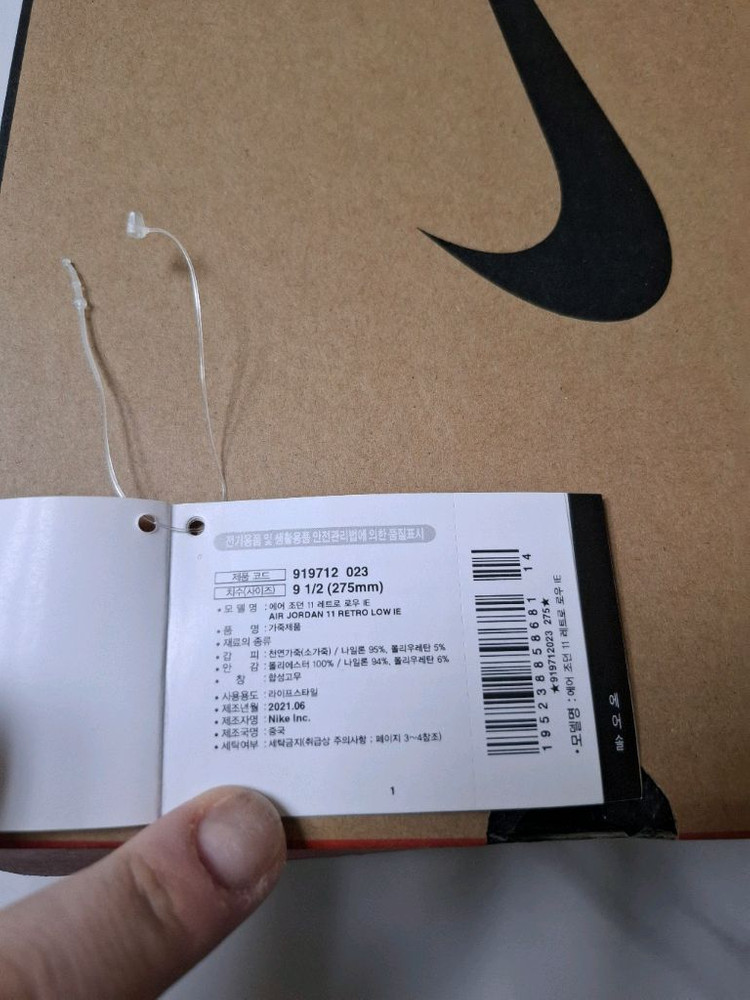 전기용품 및 생활용품 안전관리법에 의한 품질표시
제품 코드 919712 023
치수(사이즈) 9 1/2 (275mm)
• 모 델 명 : 에어 조던 11 레트로 로우 IE
AIR JORDAN 11 RETRO LOW IE
• 품 명 : 가죽제품
• 재료의 종류
• 갑 피 : 천연가죽(소가죽) / 나일론 95%, 폴리우레탄 5%
• 안 감 : 폴리에스터 100% / 나일론 94%, 폴리우레탄 6%
• 창 : 합성고무
• 사용용도 : 라이프스타일
• 제조년월 : 2021.06
• 제조자명 : Nike Inc.
• 제조국명 : 중국
• 세탁여부 : 세탁금지(취급상 주의사항 : 페이지 3~4참조)
1
195238858681 14
★919712023 275★
• 모델명 : 에어 조던 11 레트로 로우 IE
에어솔